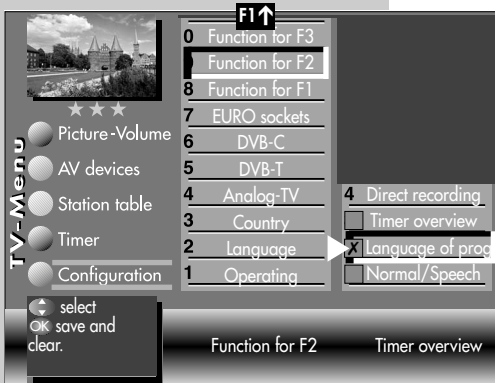 F1↑
0 Function for F3
Function for F2
8 Function for F1
7 EURO sockets
6 DVB-C
5 DVB-T
4 Analog-TV
3 Country
2 Language
1 Operating
TV-Menu
Picture-Volume
AV devices
Station table
Timer
Configuration
4 Direct recording
Timer overview
✗ Language of prog
Normal/Speech
select
OK save and
clear.
Function for F2
Timer overview